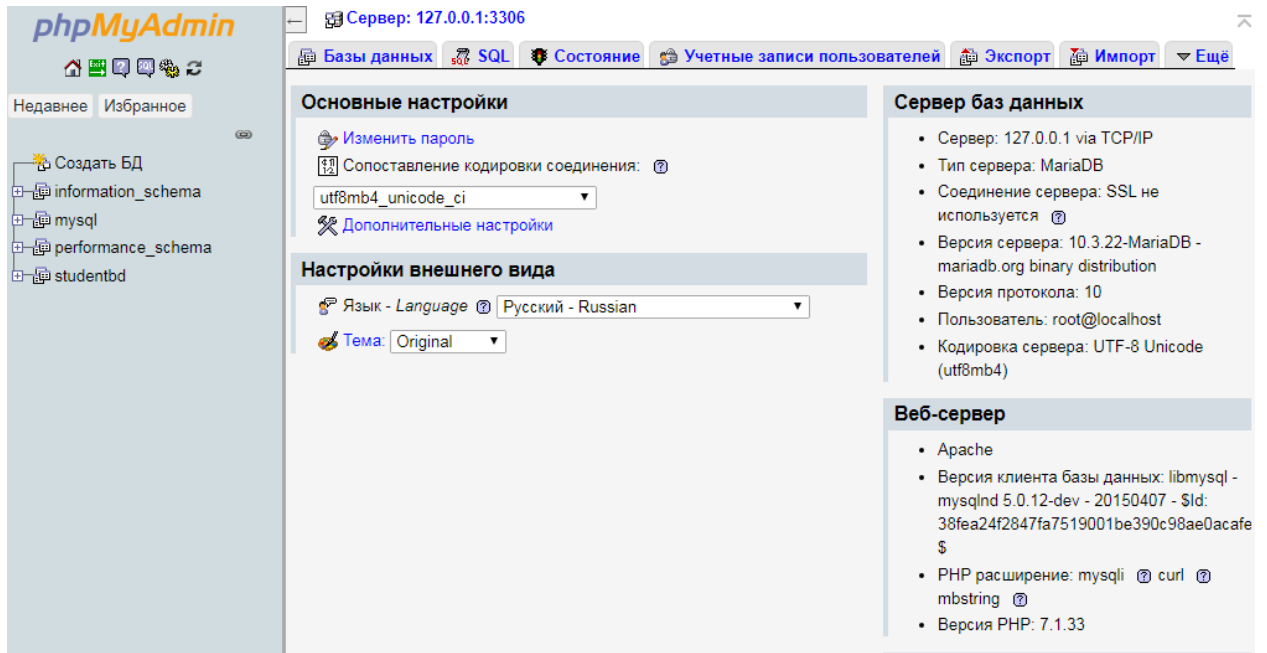 phpMyAdmin
Недавнее Избранное
Создать БД
information_schema
mysql
performance_schema
studentbd
Сервер: 127.0.0.1:3306
Базы данных SQL Состояние Учетные записи пользователей Экспорт Импорт Ещё
Основные настройки
Изменить пароль
Сопоставление кодировки соединения:
utf8mb4_unicode_ci
Дополнительные настройки
Настройки внешнего вида
Язык - Language Русский - Russian
Тема: Original
Сервер баз данных
Сервер: 127.0.0.1 via TCP/IP
Тип сервера: MariaDB
Соединение сервера: SSL не
используется
Версия сервера: 10.3.22-MariaDB -
mariadb.org binary distribution
Версия протокола: 10
Пользователь: root@localhost
Кодировка сервера: UTF-8 Unicode
(utf8mb4)
Веб-сервер
Apache
Версия клиента базы данных: libmysql -
mysqlnd 5.0.12-dev - 20150407 - $Id:
38fea24f2847fa7519001be390c98ae0acafe
$
PHP расширение: mysqli curl
mbstring
Версия PHP: 7.1.33